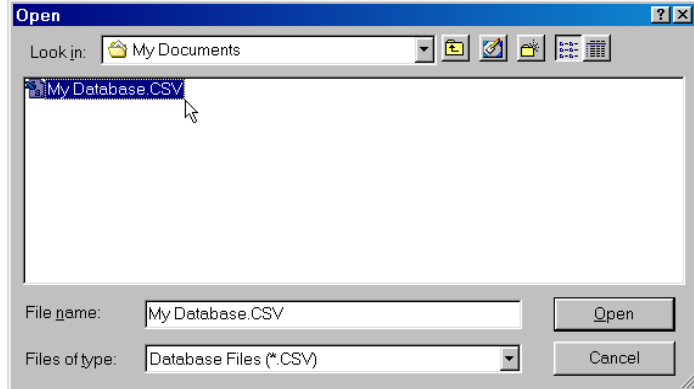 Open
Look in: My Documents
My Database.CSV
File name: My Database.CSV Open
Files of type: Database Files (*.CSV) Cancel